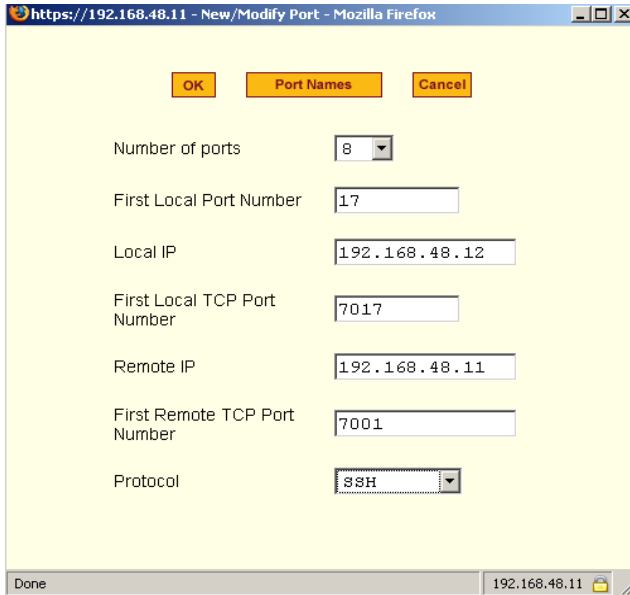 https://192.168.48.11 - New/Modify Port - Mozilla Firefox
OK Port Names Cancel
Number of ports 8
First Local Port Number 17
Local IP 192.168.48.12
First Local TCP Port
Number 7017
Remote IP 192.168.48.11
First Remote TCP Port
Number 7001
Protocol SSH
Done 192.168.48.11